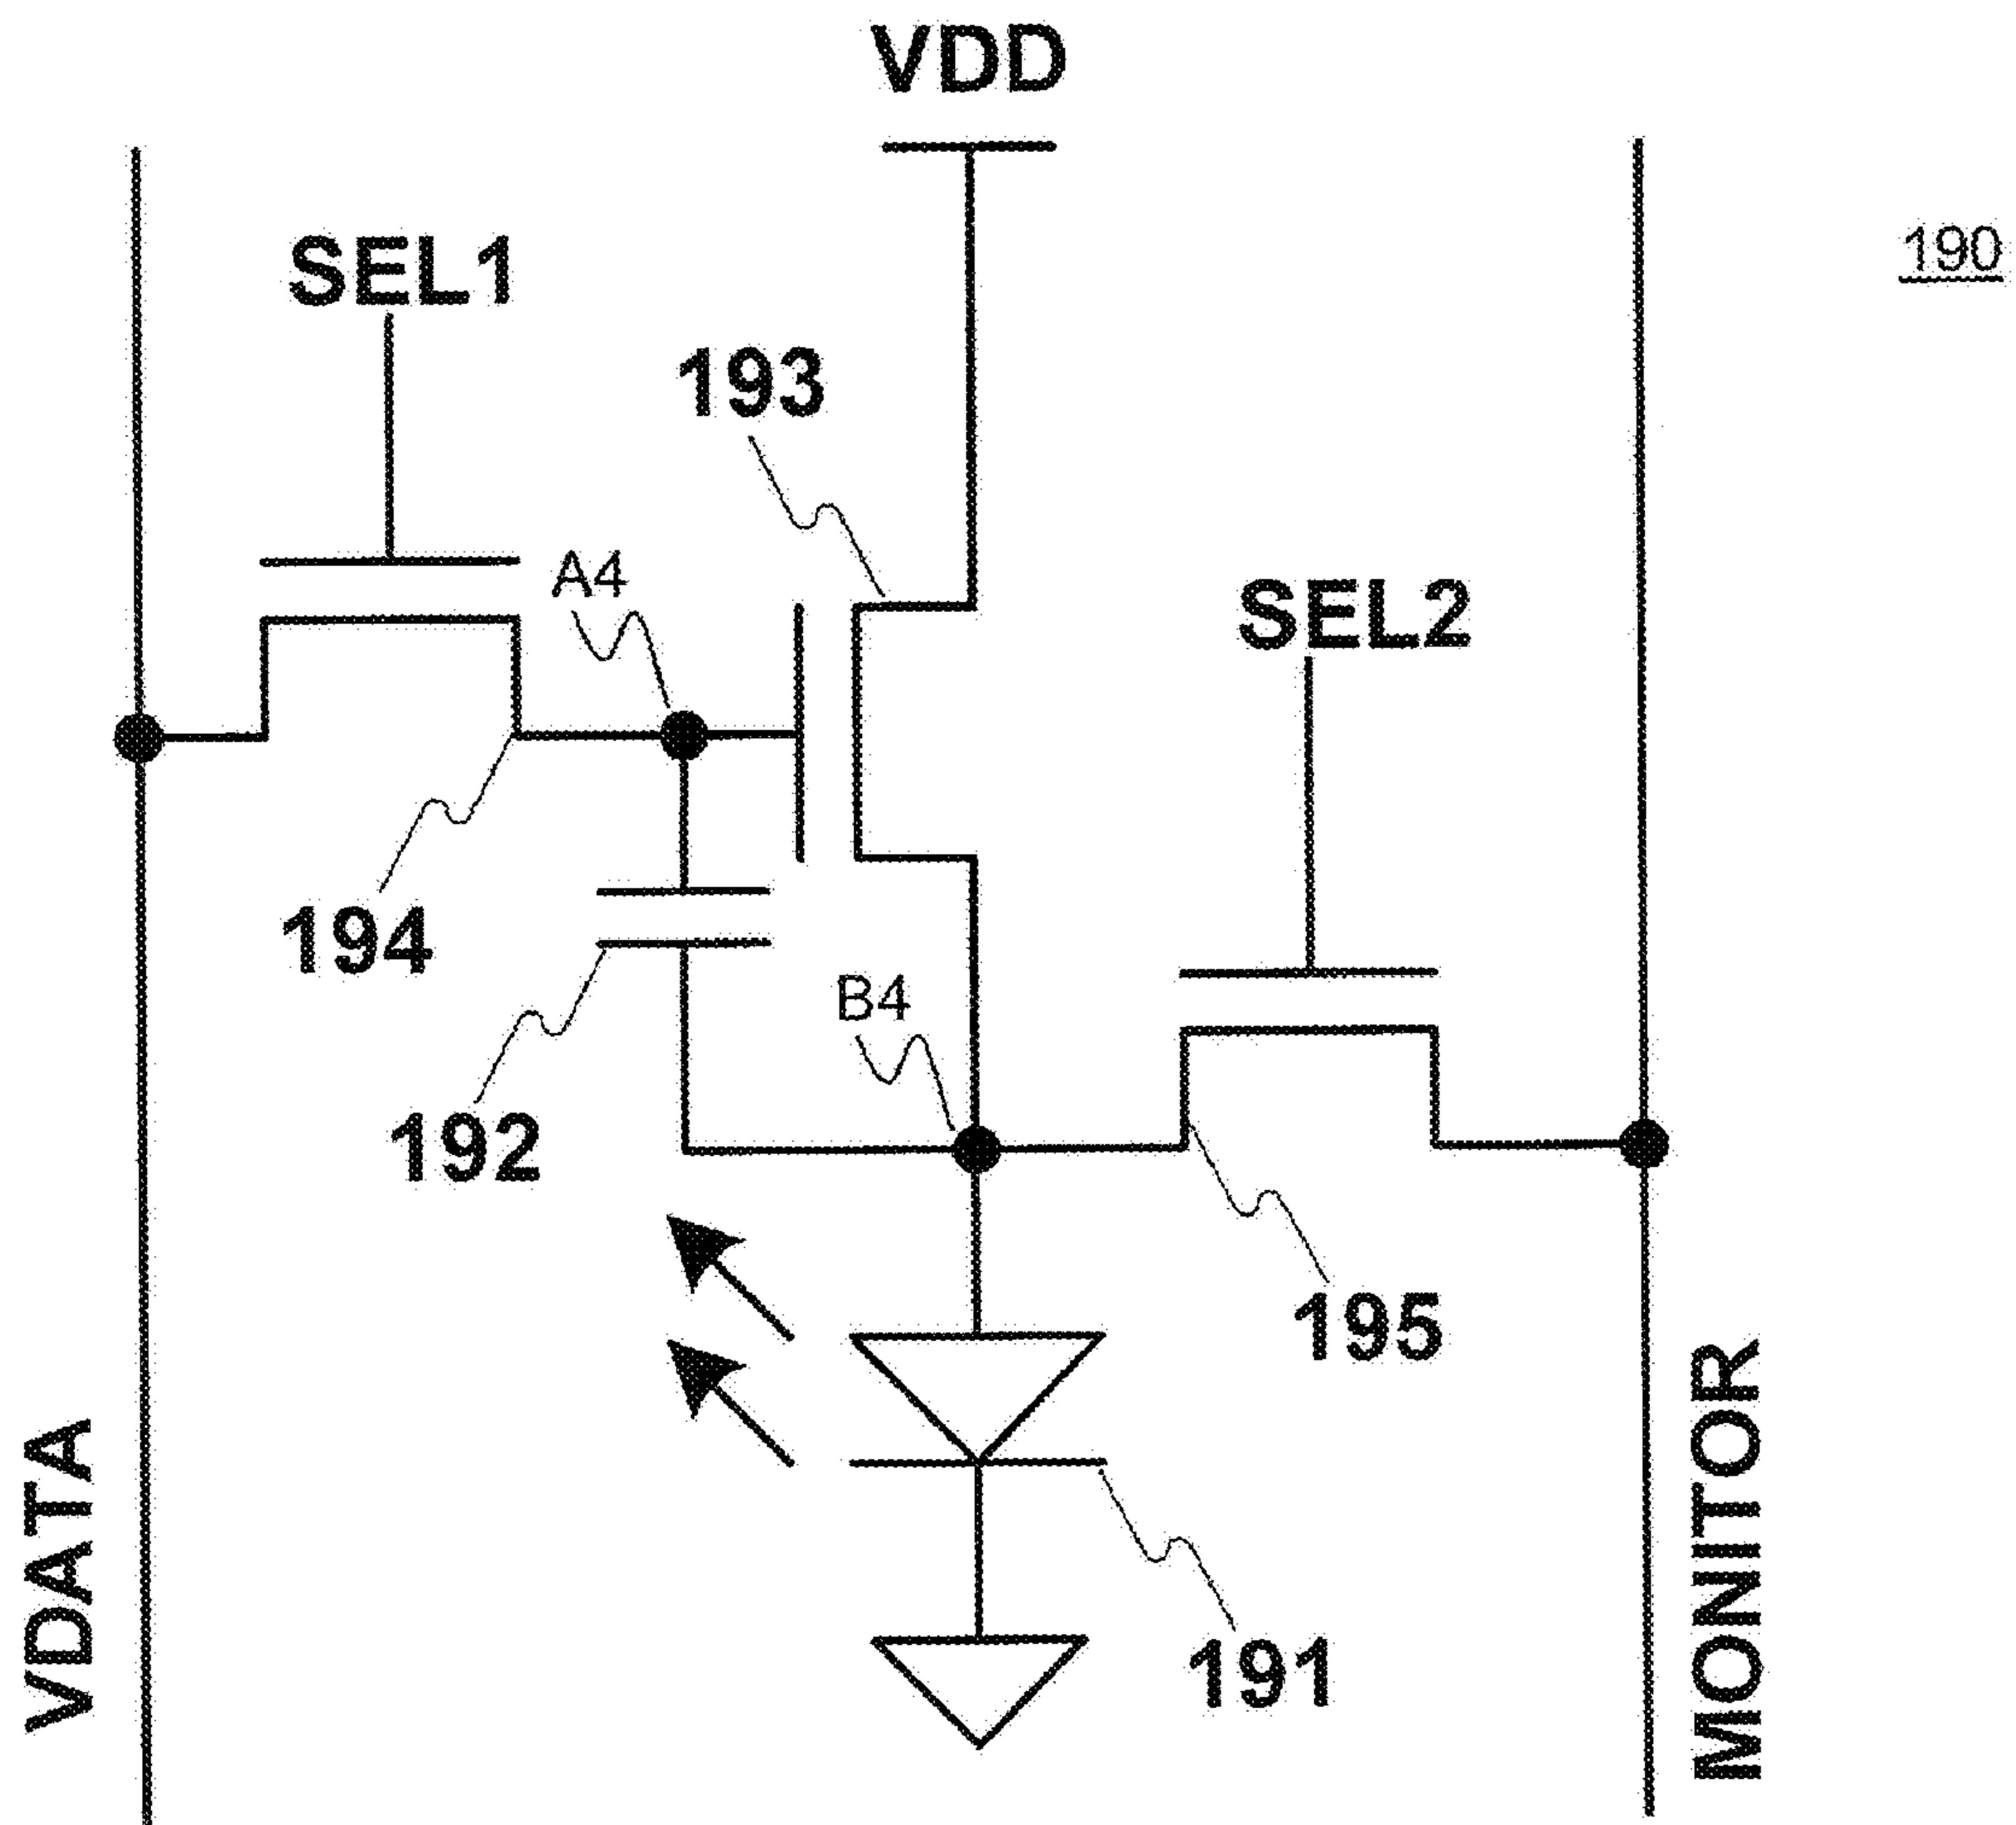 VDD
190
SEL1
193
A4
SEL2
194
B4
192
195
191
VDATA
MONITOR